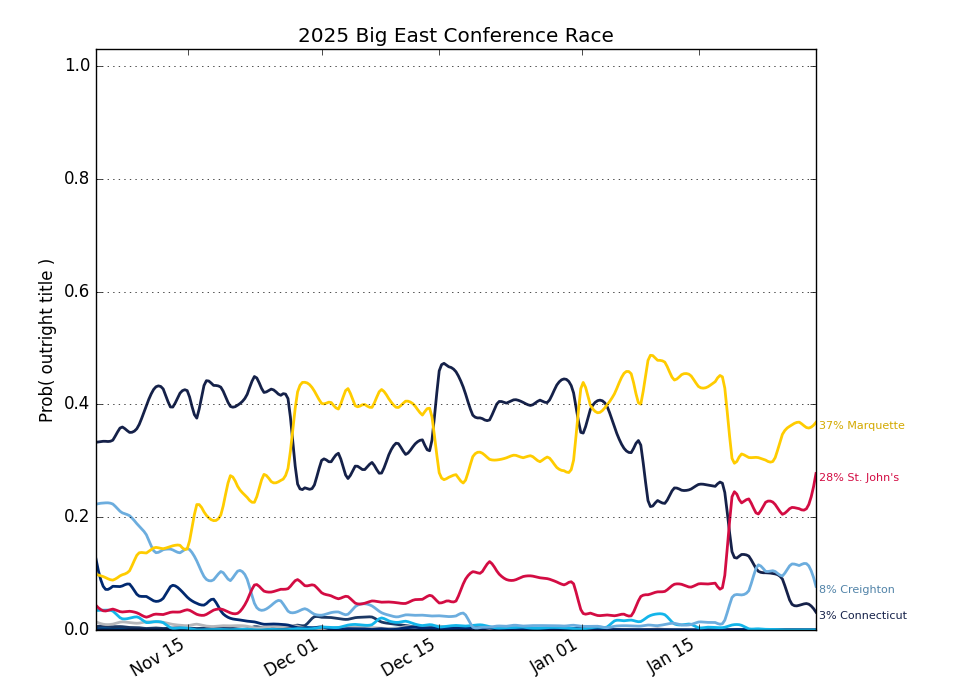 2025 Big East Conference Race
Prob( outright title )
1.0
0.8
0.6
0.4
0.2
0.0
37% Marquette
28% St. John's
8% Creighton
3% Connecticut
Nov 15
Dec 01
Dec 15
Jan 01
Jan 15